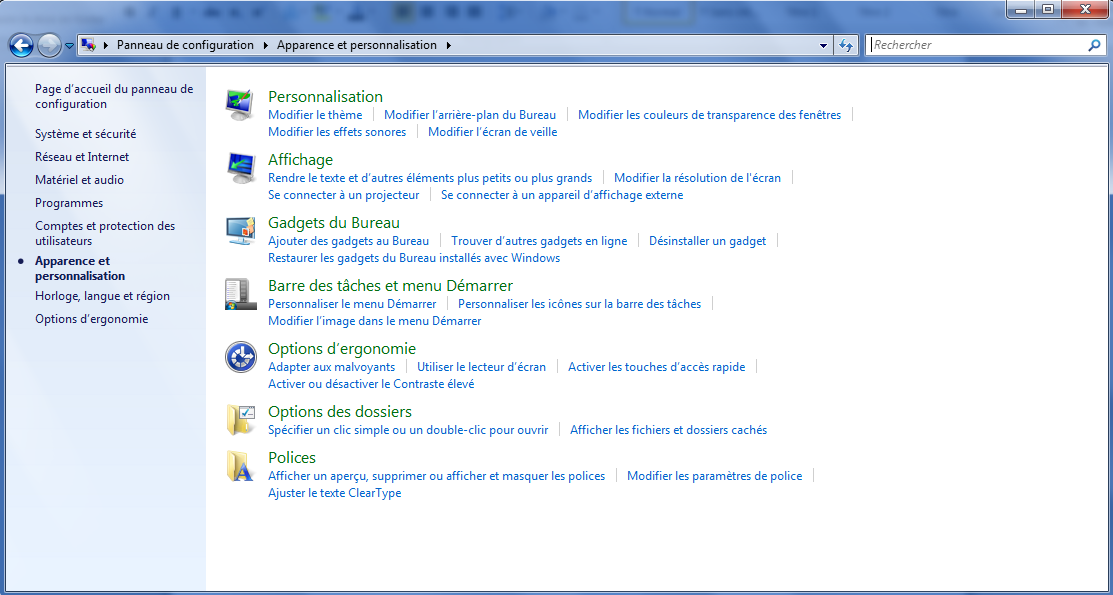 Panneau de configuration Apparence et personnalisation
Rechercher
Page d'accueil du panneau de
configuration
Système et sécurité
Réseau et Internet
Matériel et audio
Programmes
Comptes et protection des
utilisateurs
Apparence et
personnalisation
Horloge, langue et région
Options d'ergonomie
Personnalisation
Modifier le thème Modifier l'arrière-plan du Bureau Modifier les couleurs de transparence des fenêtres
Modifier les effets sonores Modifier l'écran de veille
Affichage
Rendre le texte et d'autres éléments plus petits ou plus grands Modifier la résolution de l'écran
Se connecter à un projecteur Se connecter à un appareil d'affichage externe
Gadgets du Bureau
Ajouter des gadgets au Bureau Trouver d'autres gadgets en ligne Désinstaller un gadget
Restaurer les gadgets du Bureau installés avec Windows
Barre des tâches et menu Démarrer
Personnaliser le menu Démarrer Personnaliser les icônes sur la barre des tâches
Modifier l'image dans le menu Démarrer
Options d'ergonomie
Adapter aux malvoyants Utiliser le lecteur d'écran Activer les touches d'accès rapide
Activer ou désactiver le Contraste élevé
Options des dossiers
Spécifier un clic simple ou un double-clic pour ouvrir Afficher les fichiers et dossiers cachés
Polices
Afficher un aperçu, supprimer ou afficher et masquer les polices Modifier les paramètres de police
Ajuster le texte ClearType